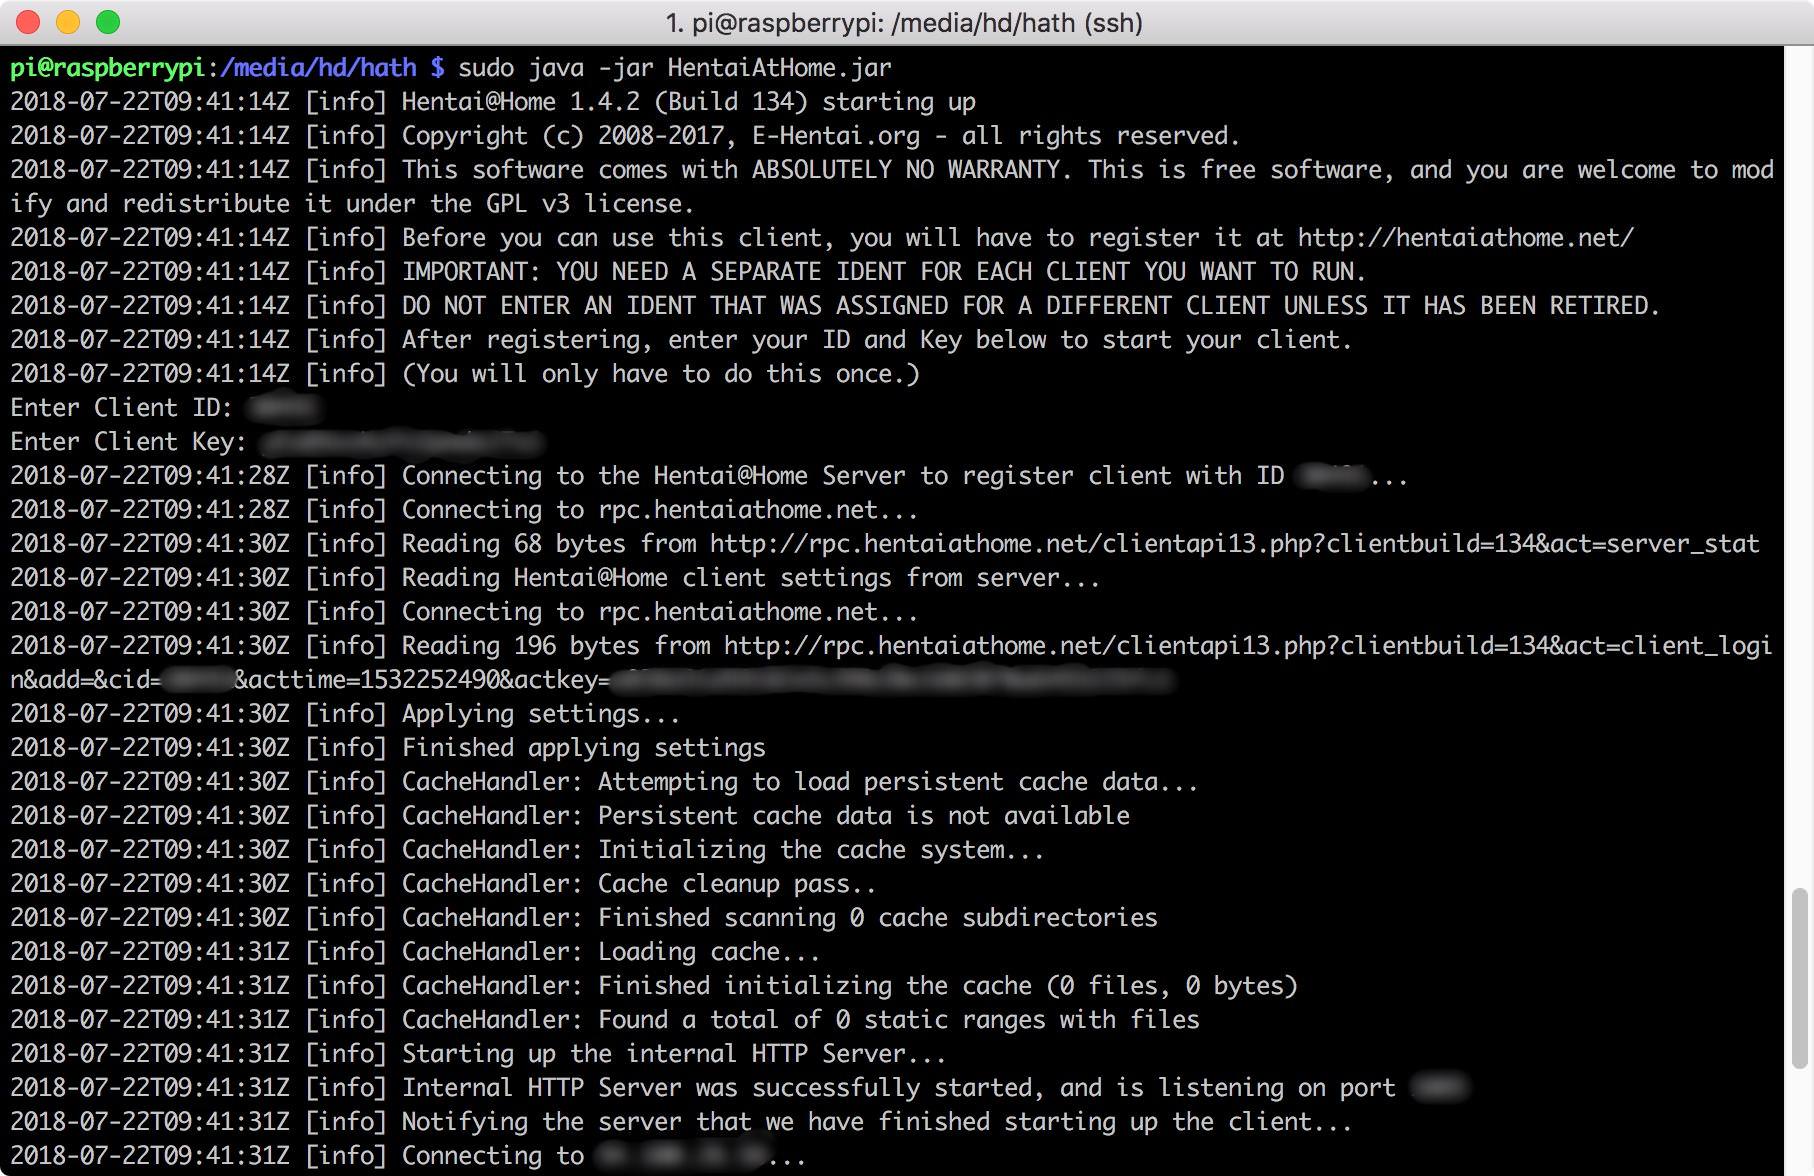 1. pi@raspberrypi: /media/hd/hath (ssh)
pi@raspberrypi:/media/hd/hath $ sudo java -jar HentaiAtHome.jar
2018-07-22T09:41:14Z [info] Hentai@Home 1.4.2 (Build 134) starting up
2018-07-22T09:41:14Z [info] Copyright (c) 2008-2017, E-Hentai.org - all rights reserved.
2018-07-22T09:41:14Z [info] This software comes with ABSOLUTELY NO WARRANTY. This is free software, and you are welcome to mod
ify and redistribute it under the GPL v3 license.
2018-07-22T09:41:14Z [info] Before you can use this client, you will have to register it at http://hentaiathome.net/
2018-07-22T09:41:14Z [info] IMPORTANT: YOU NEED A SEPARATE IDENT FOR EACH CLIENT YOU WANT TO RUN.
2018-07-22T09:41:14Z [info] DO NOT ENTER AN IDENT THAT WAS ASSIGNED FOR A DIFFERENT CLIENT UNLESS IT HAS BEEN RETIRED.
2018-07-22T09:41:14Z [info] After registering, enter your ID and Key below to start your client.
2018-07-22T09:41:14Z [info] (You will only have to do this once.)
Enter Client ID:
Enter Client Key:
2018-07-22T09:41:28Z [info] Connecting to the Hentai@Home Server to register client with ID ...
2018-07-22T09:41:28Z [info] Connecting to rpc.hentaiathome.net...
2018-07-22T09:41:30Z [info] Reading 68 bytes from http://rpc.hentaiathome.net/clientapi13.php?clientbuild=134&act=server_stat
2018-07-22T09:41:30Z [info] Reading Hentai@Home client settings from server...
2018-07-22T09:41:30Z [info] Connecting to rpc.hentaiathome.net...
2018-07-22T09:41:30Z [info] Reading 196 bytes from http://rpc.hentaiathome.net/clientapi13.php?clientbuild=134&act=client_logi
n&add=&cid= &acttime=1532252490&actkey=
2018-07-22T09:41:30Z [info] Applying settings...
2018-07-22T09:41:30Z [info] Finished applying settings
2018-07-22T09:41:30Z [info] CacheHandler: Attempting to load persistent cache data...
2018-07-22T09:41:30Z [info] CacheHandler: Persistent cache data is not available
2018-07-22T09:41:30Z [info] CacheHandler: Initializing the cache system...
2018-07-22T09:41:30Z [info] CacheHandler: Cache cleanup pass..
2018-07-22T09:41:30Z [info] CacheHandler: Finished scanning 0 cache subdirectories
2018-07-22T09:41:31Z [info] CacheHandler: Loading cache...
2018-07-22T09:41:31Z [info] CacheHandler: Finished initializing the cache (0 files, 0 bytes)
2018-07-22T09:41:31Z [info] CacheHandler: Found a total of 0 static ranges with files
2018-07-22T09:41:31Z [info] Starting up the internal HTTP Server...
2018-07-22T09:41:31Z [info] Internal HTTP Server was successfully started, and is listening on port
2018-07-22T09:41:31Z [info] Notifying the server that we have finished starting up the client...
2018-07-22T09:41:31Z [info] Connecting to ...